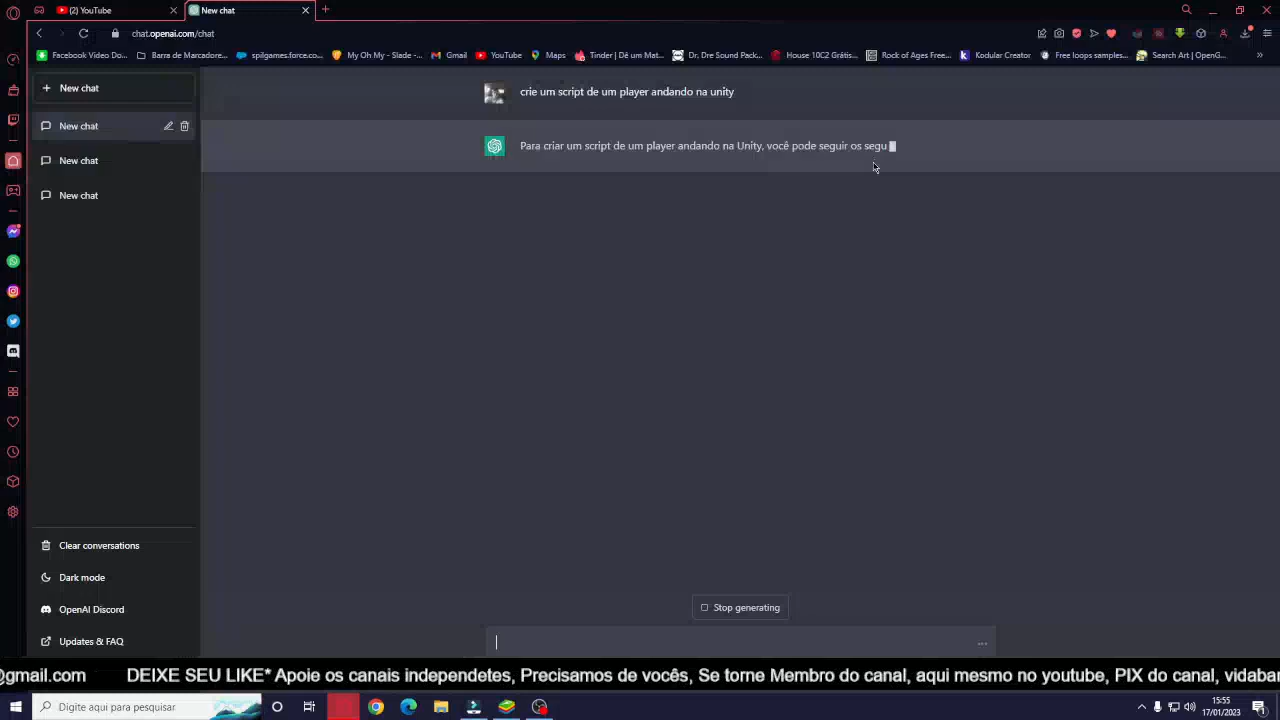 (2) YouTube
New chat
chat.openai.com/chat
Facebook Video Do...
Barra de Marcadore...
spilgames.force.co...
My Oh My - Slade -...
Gmail
YouTube
Maps
Tinder | Dê um Mat...
Dr. Dre Sound Pack...
House 10C2 Grátis...
Rock of Ages Free...
Kodular Creator
Free loops samples...
Search Art | OpenG...
New chat
New chat
New chat
New chat
crie um script de um player andando na unity
Para criar um script de um player andando na Unity, você pode seguir os segu
Stop generating
Clear conversations
Dark mode
OpenAI Discord
Updates & FAQ
@gmail.com DEIXE SEU LIKE* Apoie os canais independetes, Precisamos de vocês, Se torne Membro do canal, aqui mesmo no youtube, PIX do canal, vidabar
Digite aqui para pesquisar
15:55
17/01/2023